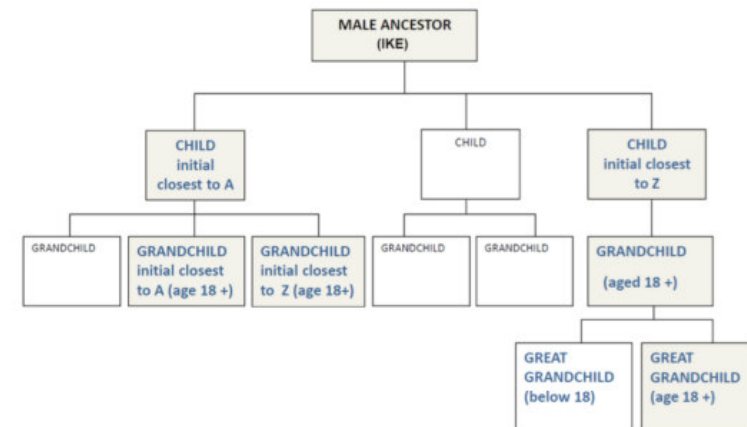 MALE ANCESTOR
(IKE)
CHILD
initial
closest to A
CHILD
CHILD
initial closest
to Z
GRANDCHILD
GRANDCHILD
initial closest
to A (age 18 +)
GRANDCHILD
initial closest
to Z (age 18+)
GRANDCHILD
GRANDCHILD
GRANDCHILD
(aged 18 +)
GREAT
GRANDCHILD
(below 18)
GREAT
GRANDCHILD
(age 18 +)